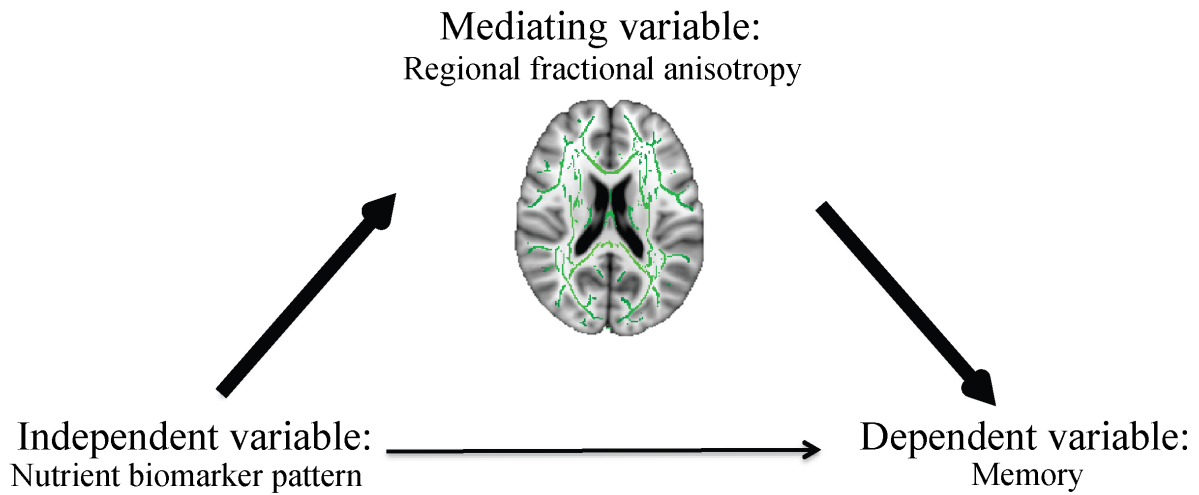 Mediating variable:
Regional fractional anisotropy
Independent variable:
Nutrient biomarker pattern
Dependent variable:
Memory